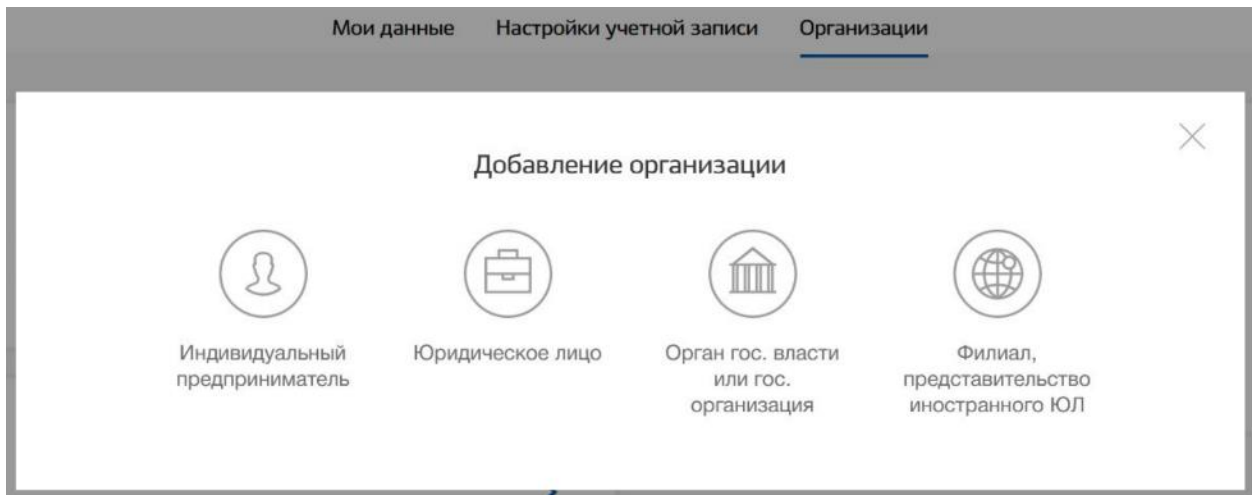 Мои данные Настройки учетной записи Организации
Добавление организации
Индивидуальный
предприниматель
Юридическое лицо
Орган гос. власти
или гос.
организация
Филиал,
представительство
иностранного ЮЛ